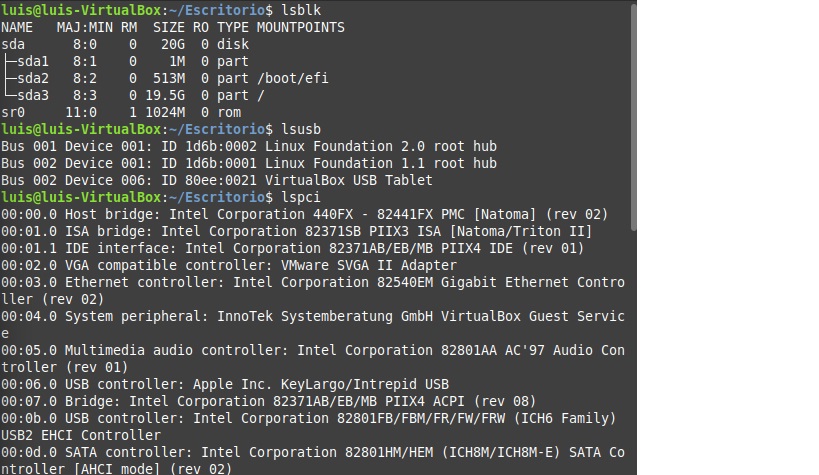 luis@luis-VirtualBox:~/Escritorio$ lsblk
NAME   MAJ:MIN RM  SIZE RO TYPE MOUNTPOINTS
sda      8:0    0   20G  0 disk
├─sda1   8:1    0    1M  0 part
├─sda2   8:2    0  513M  0 part /boot/efi
└─sda3   8:3    0 19.5G  0 part /
sr0     11:0    1 1024M  0 rom
luis@luis-VirtualBox:~/Escritorio$ lsusb
Bus 001 Device 001: ID 1d6b:0002 Linux Foundation 2.0 root hub
Bus 002 Device 001: ID 1d6b:0001 Linux Foundation 1.1 root hub
Bus 002 Device 006: ID 80ee:0021 VirtualBox USB Tablet
luis@luis-VirtualBox:~/Escritorio$ lspci
00:00.0 Host bridge: Intel Corporation 440FX - 82441FX PMC [Natoma] (rev 02)
00:01.0 ISA bridge: Intel Corporation 82371SB PIIX3 ISA [Natoma/Triton II]
00:01.1 IDE interface: Intel Corporation 82371AB/EB/MB PIIX4 IDE (rev 01)
00:02.0 VGA compatible controller: VMware SVGA II Adapter
00:03.0 Ethernet controller: Intel Corporation 82540EM Gigabit Ethernet Contro
ller (rev 02)
00:04.0 System peripheral: InnoTek Systemberatung GmbH VirtualBox Guest Servic
e
00:05.0 Multimedia audio controller: Intel Corporation 82801AA AC'97 Audio Con
troller (rev 01)
00:06.0 USB controller: Apple Inc. KeyLargo/Intrepid USB
00:07.0 Bridge: Intel Corporation 82371AB/EB/MB PIIX4 ACPI (rev 08)
00:0b.0 USB controller: Intel Corporation 82801FB/FBM/FR/FW/FRW (ICH6 Family)
USB2 EHCI Controller
00:0d.0 SATA controller: Intel Corporation 82801HM/HEM (ICH8M/ICH8M-E) SATA Co
ntroller [AHCI mode] (rev 02)